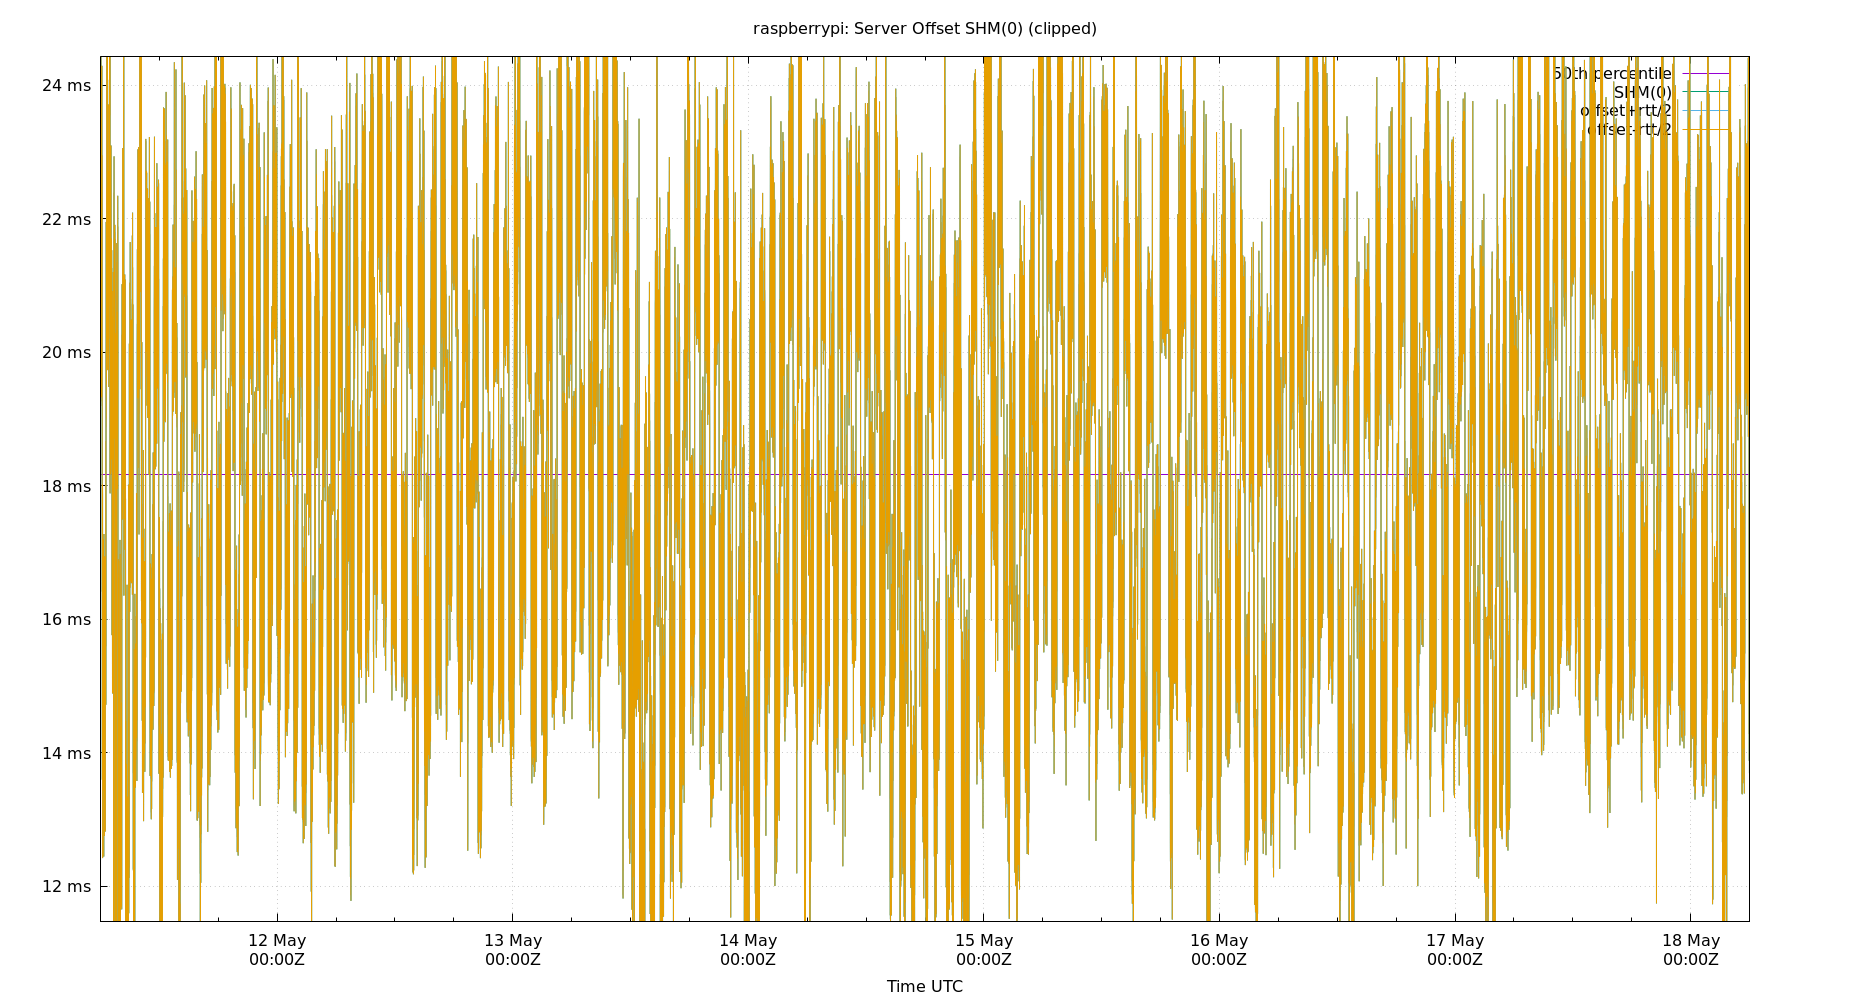 raspberrypi: Server Offset SHM(0) (clipped)
50th percentile
SHM(0)
offset+rtt/2
offset-rtt/2
24 ms
22 ms
20 ms
18 ms
16 ms
14 ms
12 ms
12 May 13 May 14 May 15 May 16 May 17 May 18 May
00:00Z 00:00Z 00:00Z 00:00Z 00:00Z 00:00Z 00:00Z
Time UTC